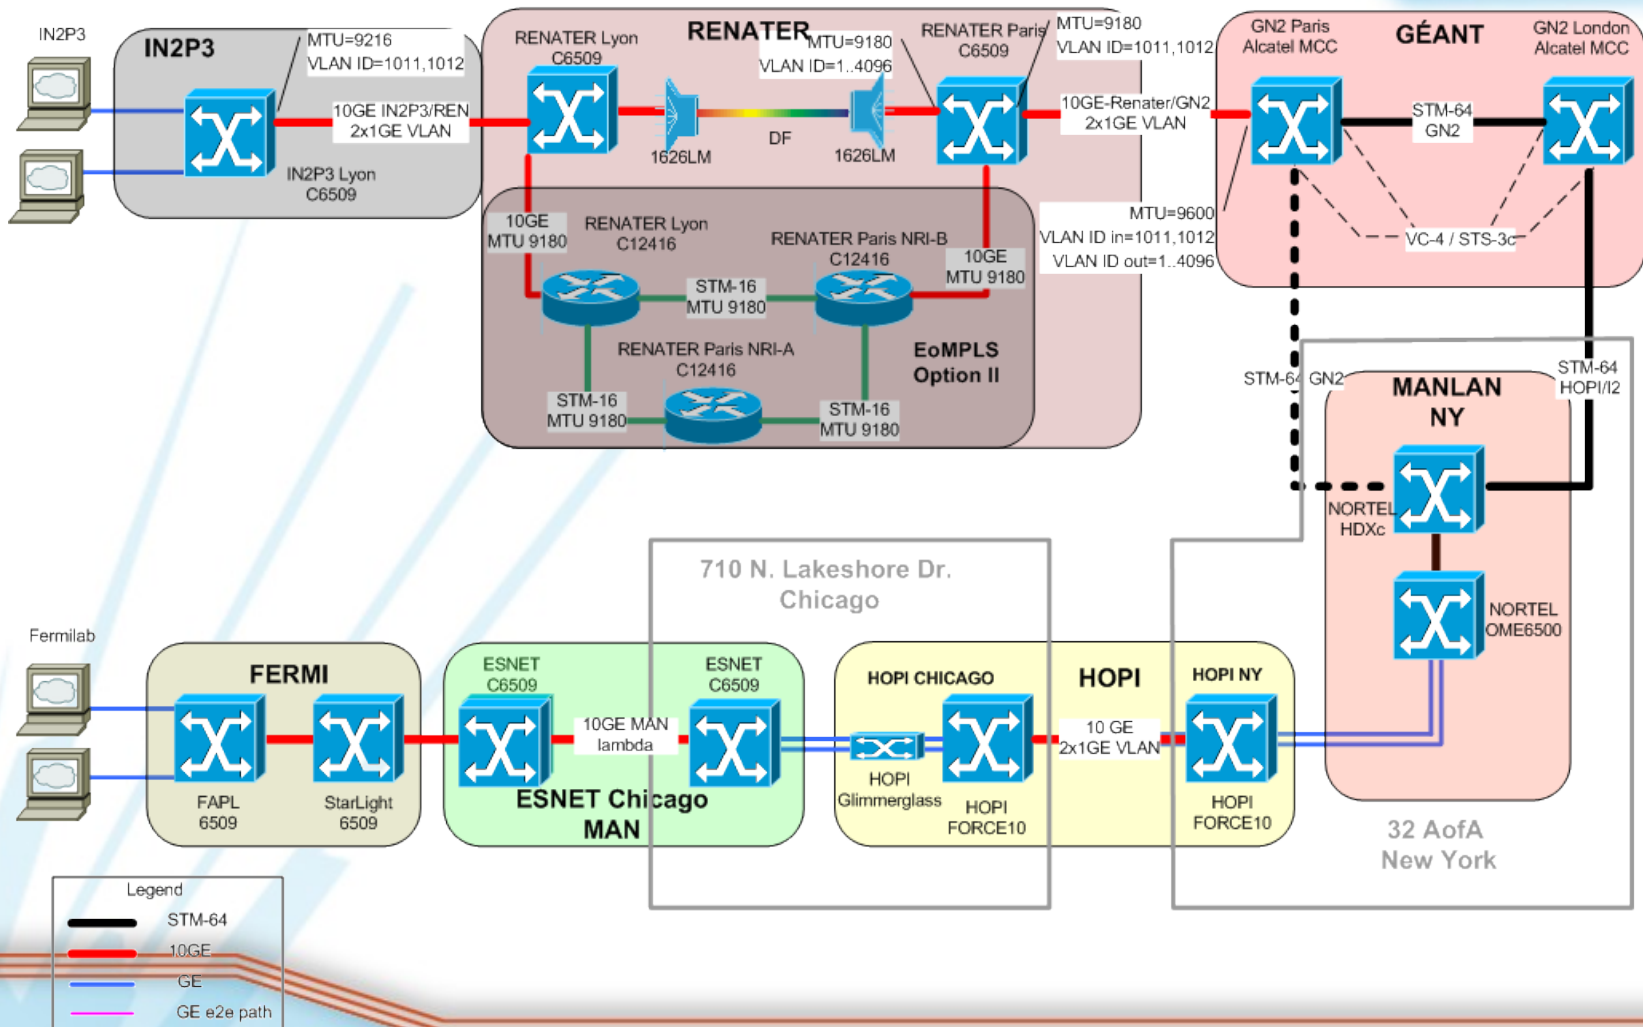 IN2P3
IN2P3
MTU=9216
VLAN ID=1011,1012
10GE IN2P3/REN
2x1GE VLAN
IN2P3 Lyon
C6509
RENATER
RENATER Lyon
C6509
MTU=9180
VLAN ID=1..4096
RENATER Paris
C6509
MTU=9180
VLAN ID=1011,1012
1626LM
DF
1626LM
10GE-Renater/GN2
2x1GE VLAN
GN2 Paris
Alcatel MCC
GÉANT
GN2 London
Alcatel MCC
STM-64
GN2
MTU=9600
VLAN ID in=1011,1012
VLAN ID out=1..4096
VC-4 / STS-3c
10GE
MTU 9180
RENATER Lyon
C12416
RENATER Paris NRI-B
C12416
10GE
MTU 9180
STM-16
MTU 9180
RENATER Paris NRI-A
C12416
EoMPLS
Option II
STM-16
MTU 9180
STM-16
MTU 9180
STM-64 GN2
STM-64
HOPI/I2
MANLAN
NY
NORTEL
HDXc
NORTEL
OME6500
710 N. Lakeshore Dr.
Chicago
Fermilab
FERMI
FAPL
6509
StarLight
6509
ESNET
C6509
10GE MAN
lambda
ESNET
C6509
ESNET Chicago
MAN
HOPI CHICAGO
HOPI
HOPI NY
HOPI
Glimmerglass
HOPI
FORCE10
10 GE
2x1GE VLAN
HOPI
FORCE10
32 AofA
New York
Legend
STM-64
10GE
GE
GE e2e path